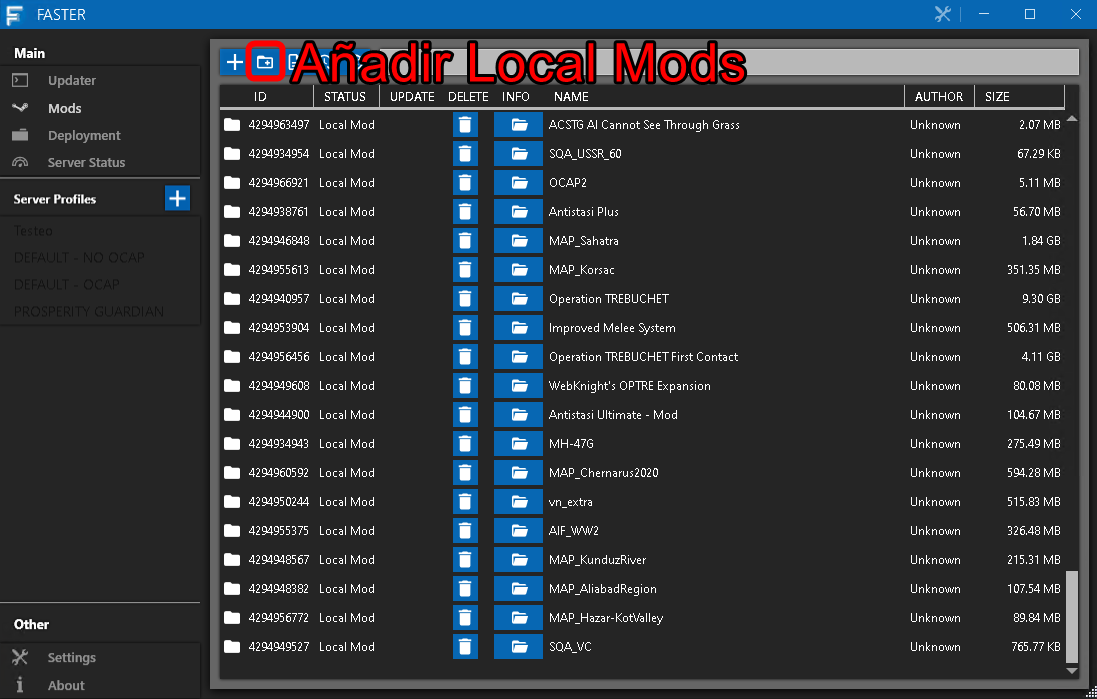 FASTER
Main
Updater
Mods
Deployment
Server Status
Server Profiles
Testeo
DEFAULT - NO OCAP
DEFAULT - OCAP
PROSPERITY GUARDIAN
Other
Settings
About
Añadir Local Mods
ID STATUS UPDATE DELETE INFO NAME AUTHOR SIZE
4294963497 Local Mod ACSTG AI Cannot See Through Grass Unknown 2.07 MB
4294934954 Local Mod SQA_USSR_60 Unknown 67.29 KB
4294966921 Local Mod OCAP2 Unknown 5.11 MB
4294938761 Local Mod Antistasi Plus Unknown 56.70 MB
4294946848 Local Mod MAP_Sahatra Unknown 1.84 GB
4294955613 Local Mod MAP_Korsac Unknown 351.35 MB
4294940957 Local Mod Operation TREBUCHET Unknown 9.30 GB
4294953904 Local Mod Improved Melee System Unknown 506.31 MB
4294956456 Local Mod Operation TREBUCHET First Contact Unknown 4.11 GB
4294949608 Local Mod WebKnight's OPTRE Expansion Unknown 80.08 MB
4294944900 Local Mod Antistasi Ultimate - Mod Unknown 104.67 MB
4294934943 Local Mod MH-47G Unknown 275.49 MB
4294960592 Local Mod MAP_Chernarus2020 Unknown 594.28 MB
4294950244 Local Mod vn_extra Unknown 515.83 MB
4294955375 Local Mod AIF_WW2 Unknown 326.48 MB
4294948567 Local Mod MAP_KunduzRiver Unknown 215.31 MB
4294948382 Local Mod MAP_AliabadRegion Unknown 107.54 MB
4294956772 Local Mod MAP_Hazar-KotValley Unknown 89.84 MB
4294949527 Local Mod SQA_VC Unknown 765.77 KB